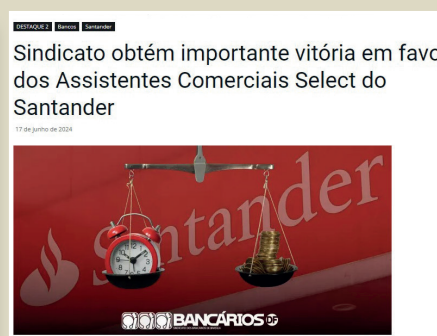 DESTAQUE 2 Bancos Santander
Sindicato obtém importante vitória em favo
dos Assistentes Comerciais Select do
Santander
17 de junho de 2024
Santander
BANCÁRIOS DF